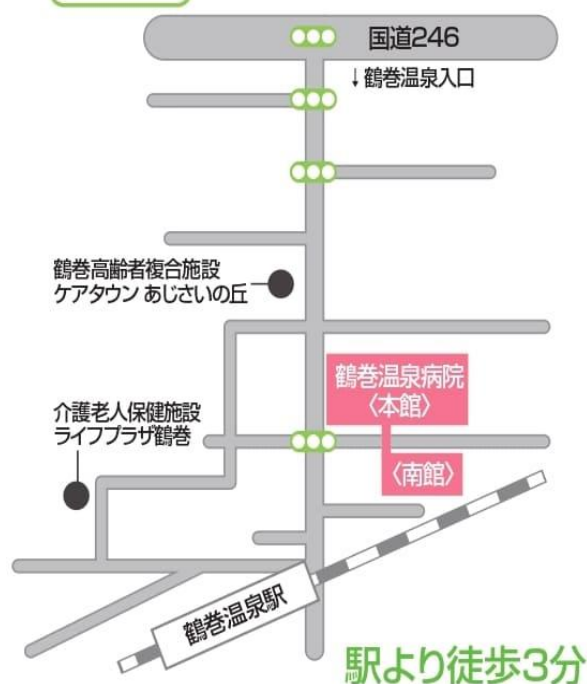 国道246
↓鶴巻温泉入口
鶴巻高齢者複合施設
ケアタウン あじさいの丘
鶴巻温泉病院
〈本館〉
介護老人保健施設
ライフプラザ鶴巻
〈南館〉
鶴巻温泉駅
駅より徒歩3分